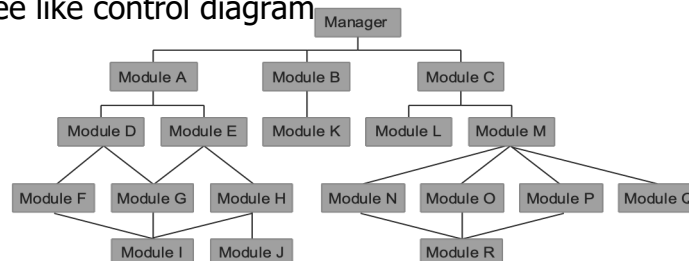 ee like control diagram
Manager
Module A Module B Module C
Module D Module E Module K Module L Module M
Module F Module G Module H Module N Module O Module P Module
Module I Module J Module R